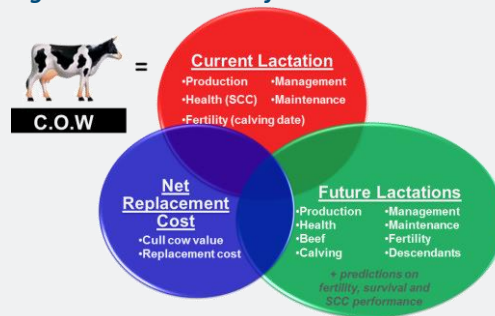 =
C.O.W
Current Lactation
•Production •Management
•Health (SCC) •Maintenance
•Fertility (calving date)
Net
Replacement
Cost
•Cull cow value
•Replacement cost
Future Lactations
•Production •Management
•Health •Maintenance
•Beef •Fertility
•Calving •Descendants
+ predictions on
fertility, survival and
SCC performance